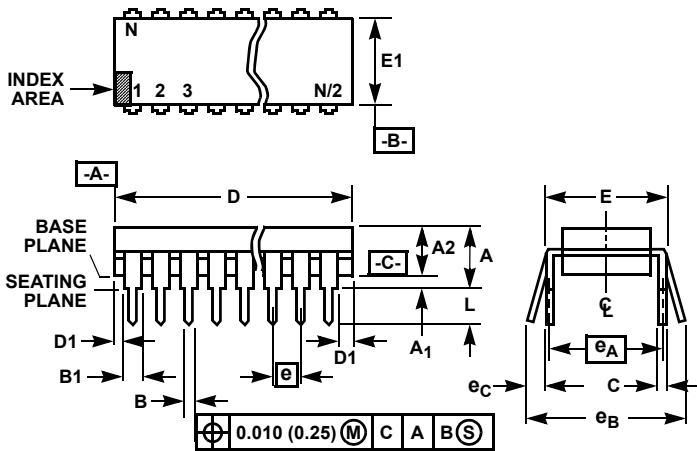 N
E1
INDEX
AREA
1 2 3 N/2
-B-
-A-
D
E
BASE
PLANE
A2
A
-C-
SEATING
PLANE
L
C
L
D1
A1
D1
eA
B1
e
eC
C
B
eB
0.010 (0.25) M C A B S